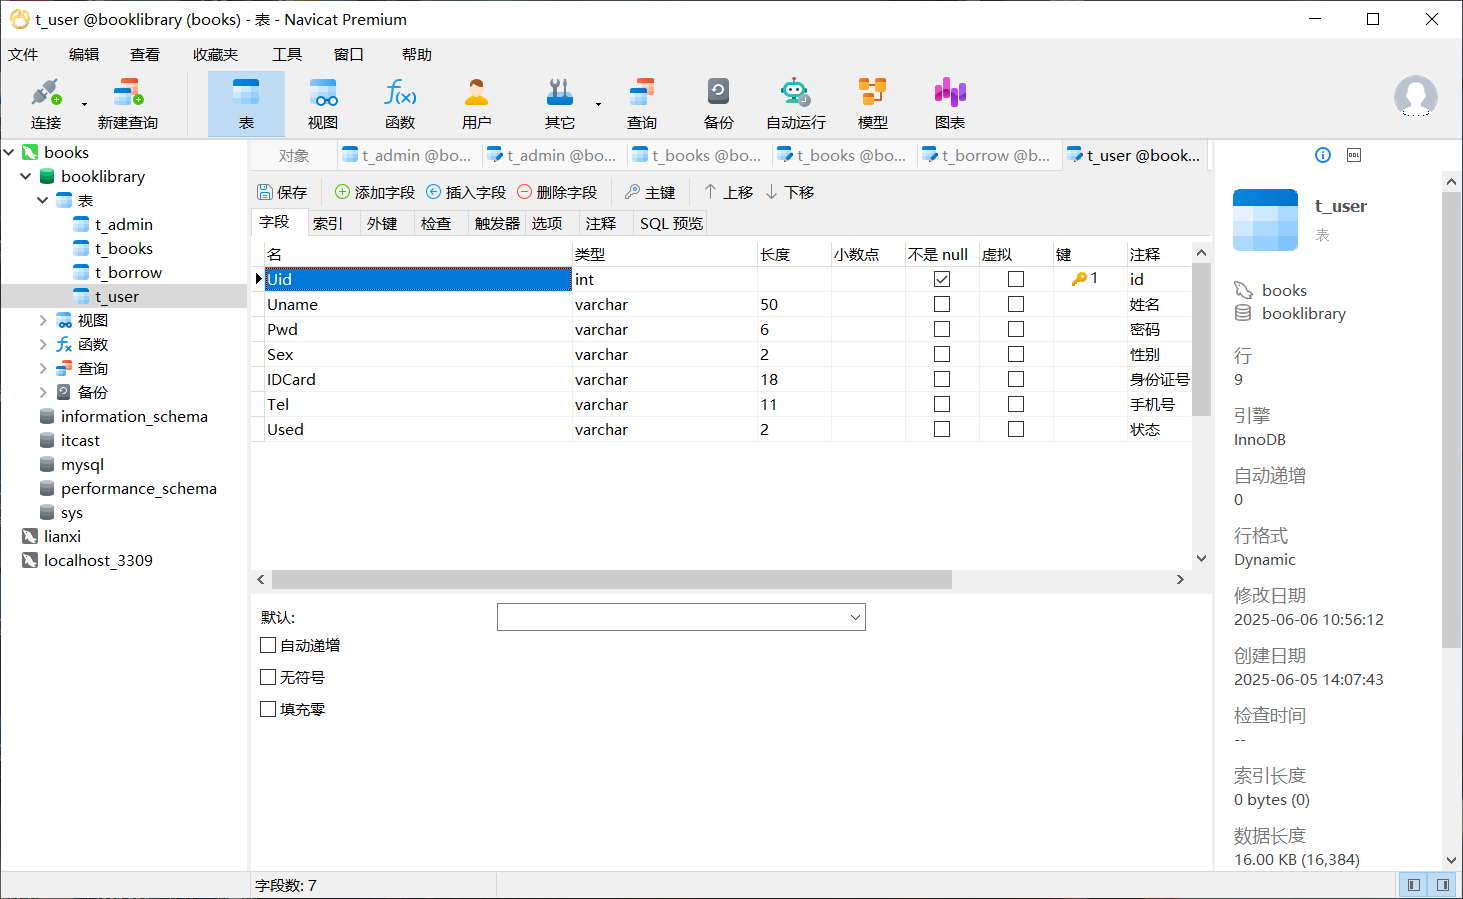 t_user @booklibrary (books) - 表 - Navicat Premium
文件 编辑 查看 收藏夹 工具 窗口 帮助
连接 新建查询 表 视图 函数 用户 其它 查询 备份 自动运行 模型 图表
books
booklibrary
表
t_admin
t_books
t_borrow
t_user
视图
函数
查询
备份
information_schema
itcast
mysql
performance_schema
sys
lianxi
localhost_3309
对象 t_admin @bo... t_admin @bo... t_books @bo... t_books @bo... t_borrow @b... t_user @book...
保存 添加字段 插入字段 删除字段 主键 上移 下移
字段 索引 外键 检查 触发器 选项 注释 SQL 预览
名 类型 长度 小数点 不是 null 虚拟 键 注释
Uid int 1 id
Uname varchar 50 姓名
Pwd varchar 6 密码
Sex varchar 2 性别
IDCard varchar 18 身份证号
Tel varchar 11 手机号
Used varchar 2 状态
默认:
自动递增
无符号
填充零
字段数: 7
DDL
t_user
表
books
booklibrary
行
9
引擎
InnoDB
自动递增
0
行格式
Dynamic
修改日期
2025-06-06 10:56:12
创建日期
2025-06-05 14:07:43
检查时间
--
索引长度
0 bytes (0)
数据长度
16.00 KB (16,384)